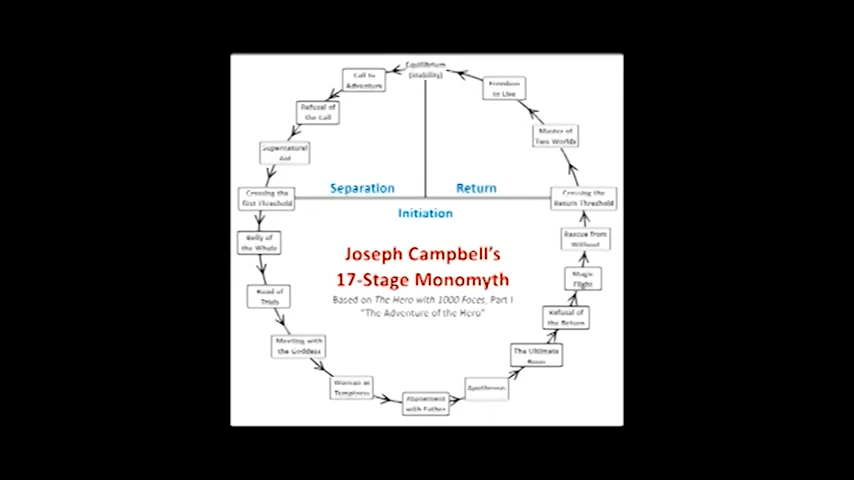 Equilibrium
(Stability)
Call to
Adventure
Refusal of
the Call
Supernatural
Aid
Crossing the
First Threshold
Belly of
the Whale
Road of
Trials
Meeting with
the Goddess
Woman as
Temptress
Atonement
with Father
Apotheosis
The Ultimate
Boon
Refusal of
the Return
Magic
Flight
Rescue from
Without
Crossing the
Return Threshold
Master of
Two Worlds
Freedom
to Live
Separation
Return
Initiation
Joseph Campbell's
17-Stage Monomyth
Based on The Hero with 1000 Faces, Part I
"The Adventure of the Hero"